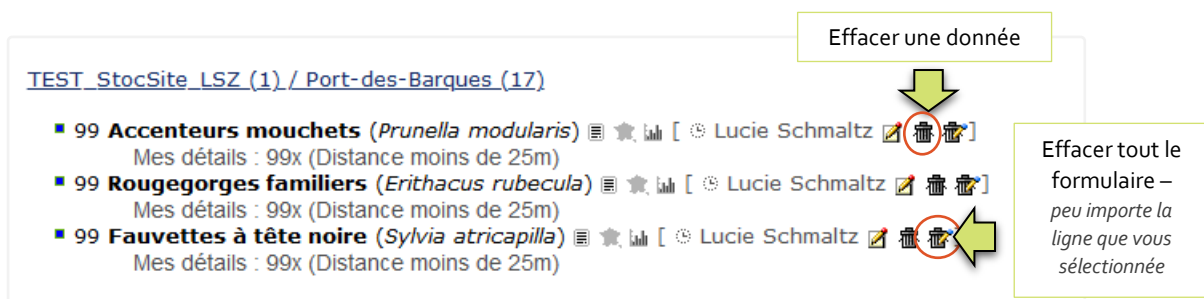 Effacer une donnée
TEST_StocSite_LSZ (1) / Port-des-Barques (17)
99 Accenteurs mouchets (Prunella modularis) [ Lucie Schmaltz ]
Mes détails : 99x (Distance moins de 25m)
99 Rougegorges familiers (Erithacus rubecula) [ Lucie Schmaltz ]
Mes détails : 99x (Distance moins de 25m)
99 Fauvettes à tête noire (Sylvia atricapilla) [ Lucie Schmaltz
Mes détails : 99x (Distance moins de 25m)
Effacer tout le
formulaire –
peu importe la
ligne que vous
sélectionnée